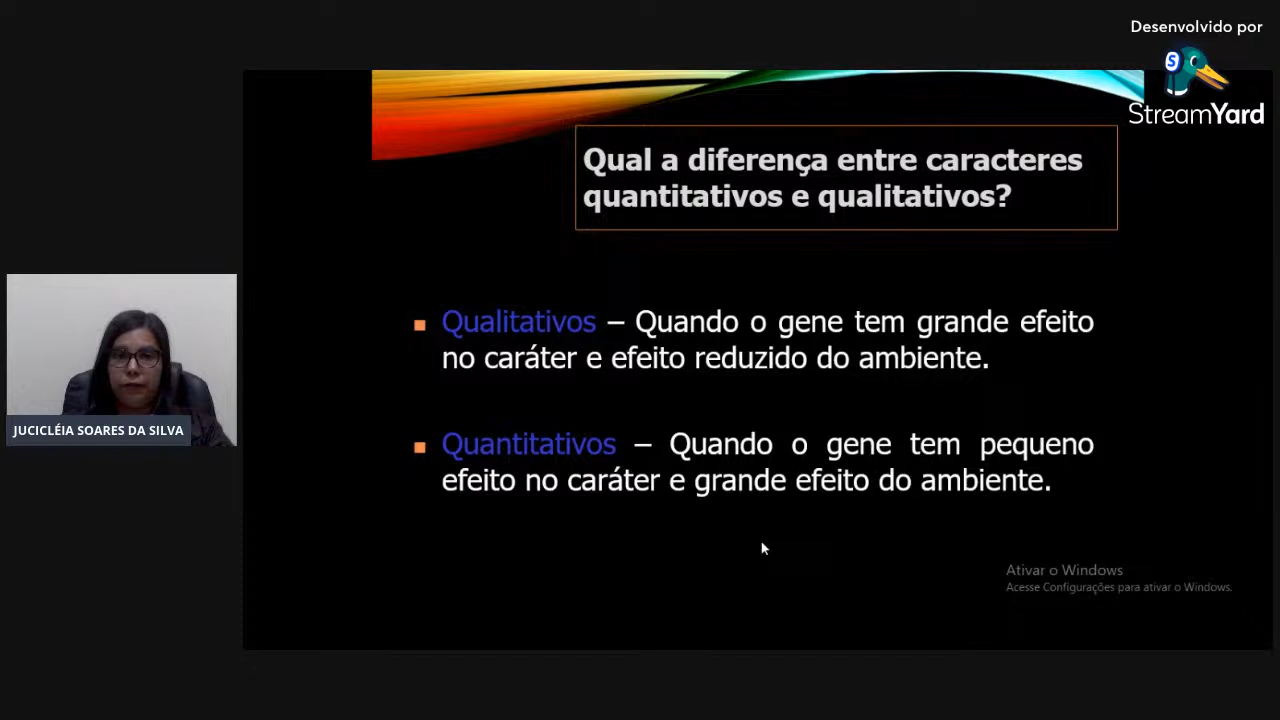 Desenvolvido por
StreamYard
Qual a diferença entre caracteres
quantitativos e qualitativos?
■ Qualitativos – Quando o gene tem grande efeito
no caráter e efeito reduzido do ambiente.
■ Quantitativos – Quando o gene tem pequeno
efeito no caráter e grande efeito do ambiente.
JUCICLÉIA SOARES DA SILVA
Ativar o Windows
Acesse Configurações para ativar o Windows.